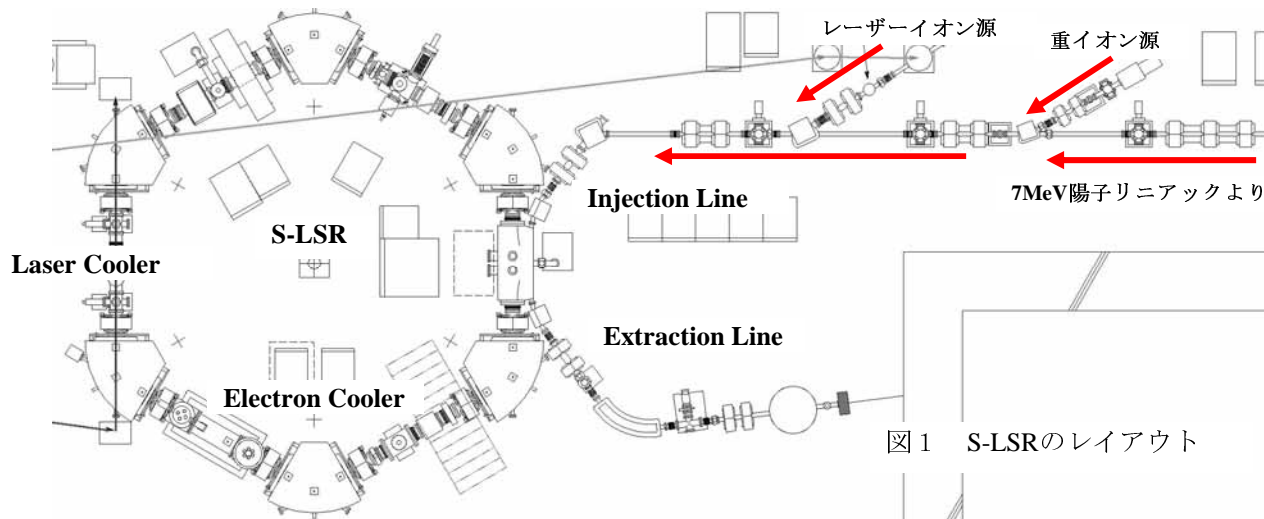 レーザーイオン源
重イオン源
7MeV陽子リニアックより
Injection Line
S-LSR
Laser Cooler
Extraction Line
Electron Cooler
図1 S-LSRのレイアウト